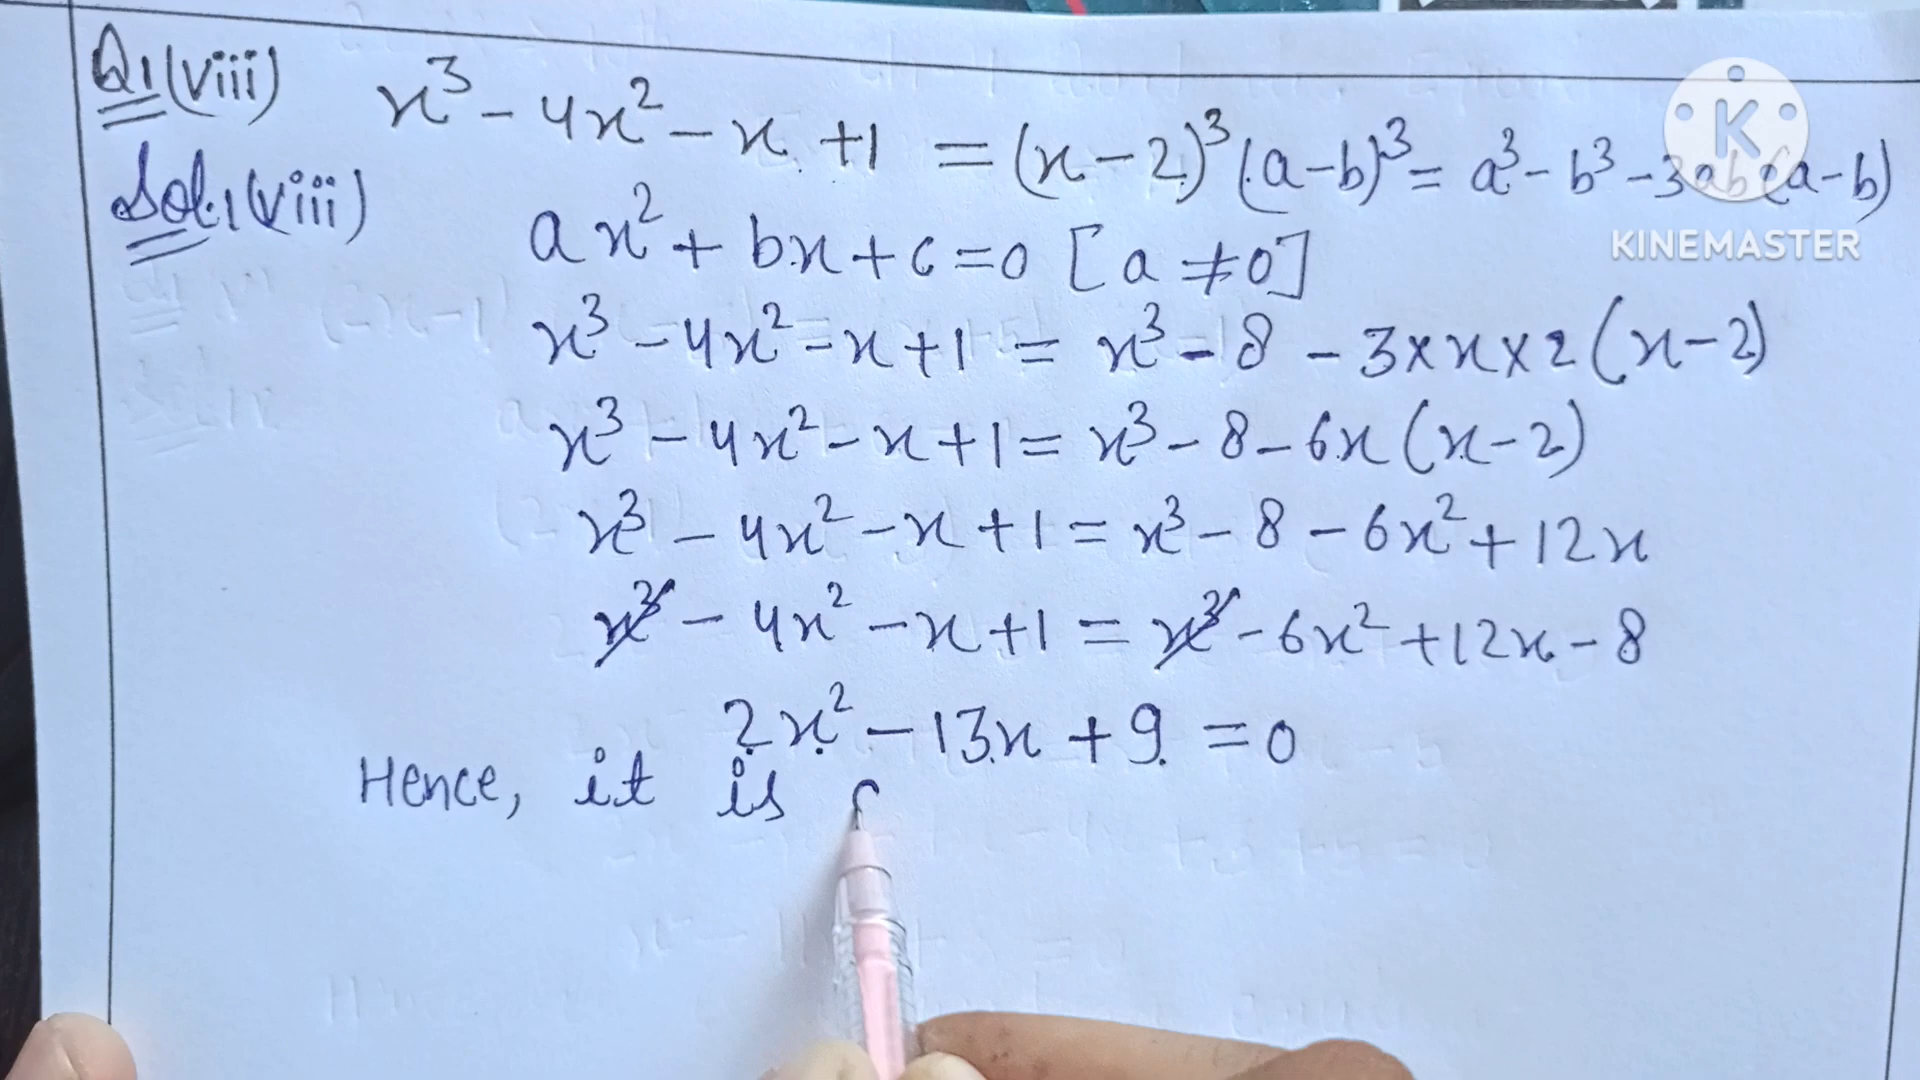 Q1(viii) x³ - 4x² - x + 1 = (x-2)³ (a-b)³ = a³ - b³ - 3ab(a-b)
Sol.1(viii)
ax² + bx + c = 0 [a ≠ 0]
x³ - 4x² - x + 1 = x³ - 8 - 3×x×2(x-2)
x³ - 4x² - x + 1 = x³ - 8 - 6x(x-2)
x³ - 4x² - x + 1 = x³ - 8 - 6x² + 12x
x³ - 4x² - x + 1 = x³ - 6x² + 12x - 8
2x² - 13x + 9 = 0
Hence, it is
K
KINEMASTER